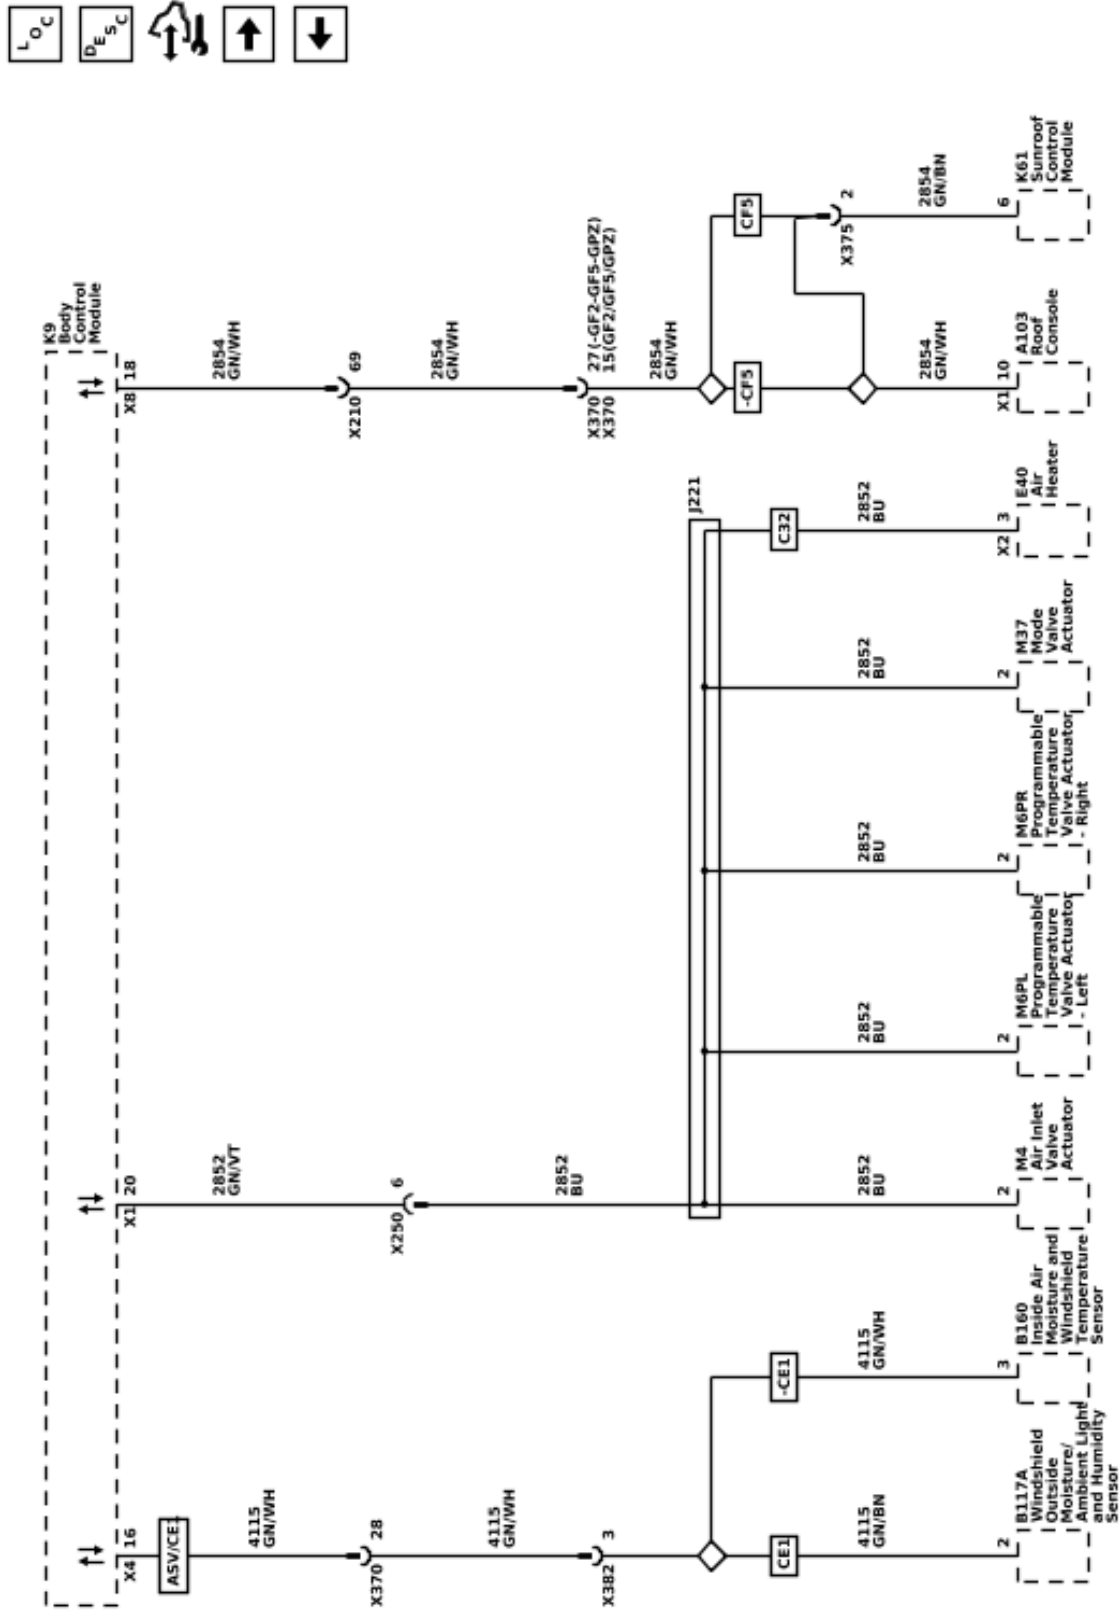 LOC
DESC
K9
Body
Control
Module
X4 16
ASV/CE1
4115
GN/WH
X370 28
4115
GN/WH
X382 3
CE1
4115
GN/BN
2
B117A
Windshield
Outside
Moisture/
Ambient Light
and Humidity
Sensor
-CE1
4115
GN/WH
3
B160
Inside Air
Moisture and
Windshield
Temperature
Sensor
X1 20
2852
GN/VT
X250 6
2852
BU
J221
2852
BU
2
M4
Air Inlet
Valve
Actuator
2852
BU
2
M6PL
Programmable
Temperature
Valve Actuator
- Left
2852
BU
2
M6PR
Programmable
Temperature
Valve Actuator
- Right
2852
BU
2
M37
Mode
Valve
Actuator
C32
2852
BU
X2 3
E40
Air
Heater
X8 18
2854
GN/WH
X210 69
2854
GN/WH
X370 27 (-GF2-GF5-GPZ)
X370 15(GF2/GF5/GPZ)
2854
GN/WH
-CF5
2854
GN/WH
X1 10
A103
Roof
Console
CF5
X375 2
2854
GN/BN
6
K61
Sunroof
Control
Module